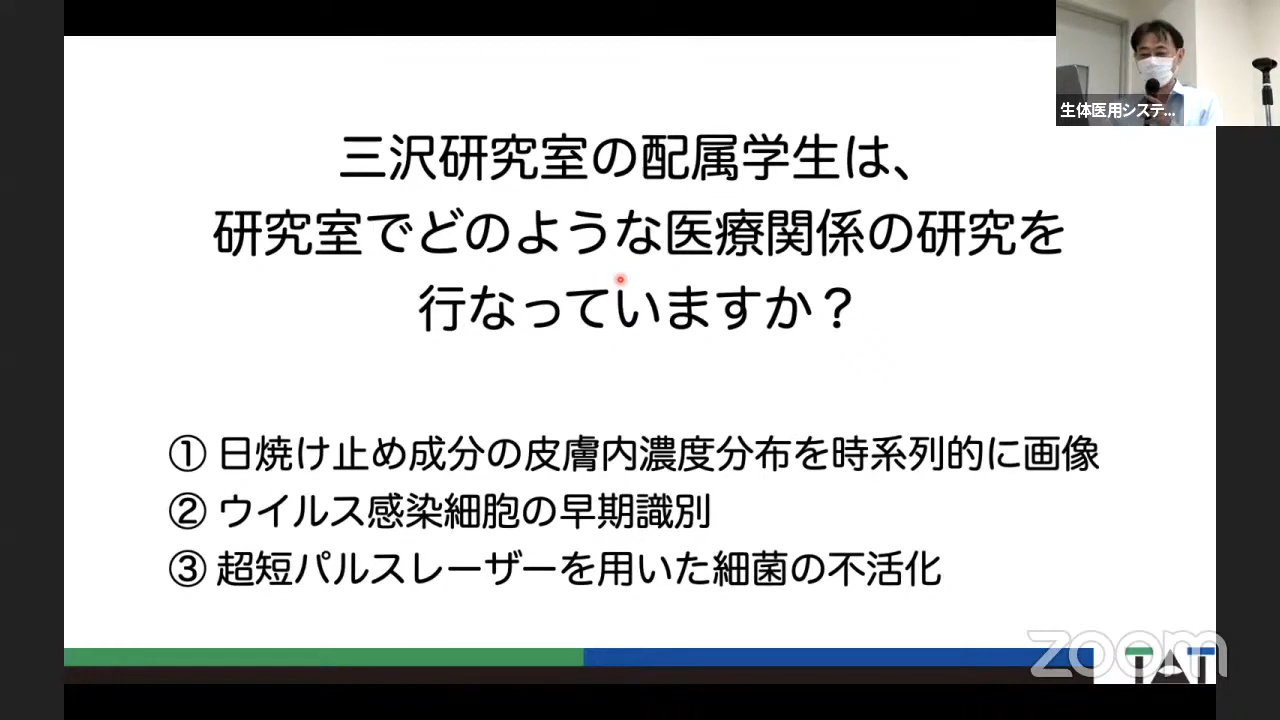 生体医用システ...
三沢研究室の配属学生は、
研究室でどのような医療関係の研究を
行なっていますか？
① 日焼け止め成分の皮膚内濃度分布を時系列的に画像
② ウイルス感染細胞の早期識別
③ 超短パルスレーザーを用いた細菌の不活化
zoom